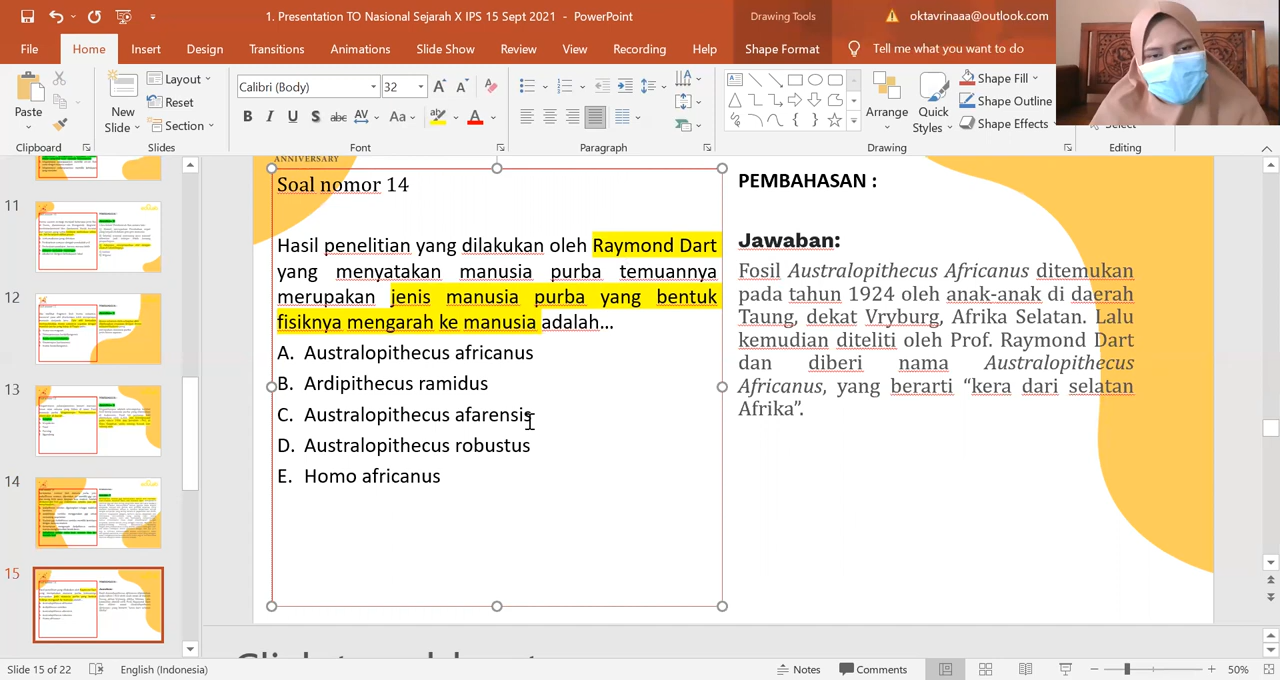 1. Presentation TO Nasional Sejarah X IPS 15 Sept 2021 - PowerPoint
Drawing Tools
oktavrinaaa@outlook.com
File Home Insert Design Transitions Animations Slide Show Review View Recording Help Shape Format Tell me what you want to do
Paste
Clipboard
New Slide
Layout
Reset
Section
Slides
Calibri (Body) 32
Font
Paragraph
Arrange
Quick Styles
Shape Fill
Shape Outline
Shape Effects
Drawing
Select
Editing
11
12
13
14
15
ANNIVERSARY
Soal nomor 14
Hasil penelitian yang dilakukan oleh Raymond Dart
yang menyatakan manusia purba temuannya
merupakan jenis manusia purba yang bentuk
fisiknya mengarah ke manusia adalah...
A. Australopithecus africanus
B. Ardipithecus ramidus
C. Australopithecus afarensis
D. Australopithecus robustus
E. Homo africanus
PEMBAHASAN :
Jawaban:
Fosil Australopithecus Africanus ditemukan
pada tahun 1924 oleh anak-anak di daerah
Taung, dekat Vryburg, Afrika Selatan. Lalu
kemudian diteliti oleh Prof. Raymond Dart
dan diberi nama Australopithecus
Africanus, yang berarti “kera dari selatan
Afrika”.
Slide 15 of 22 English (Indonesia) Notes Comments 50%